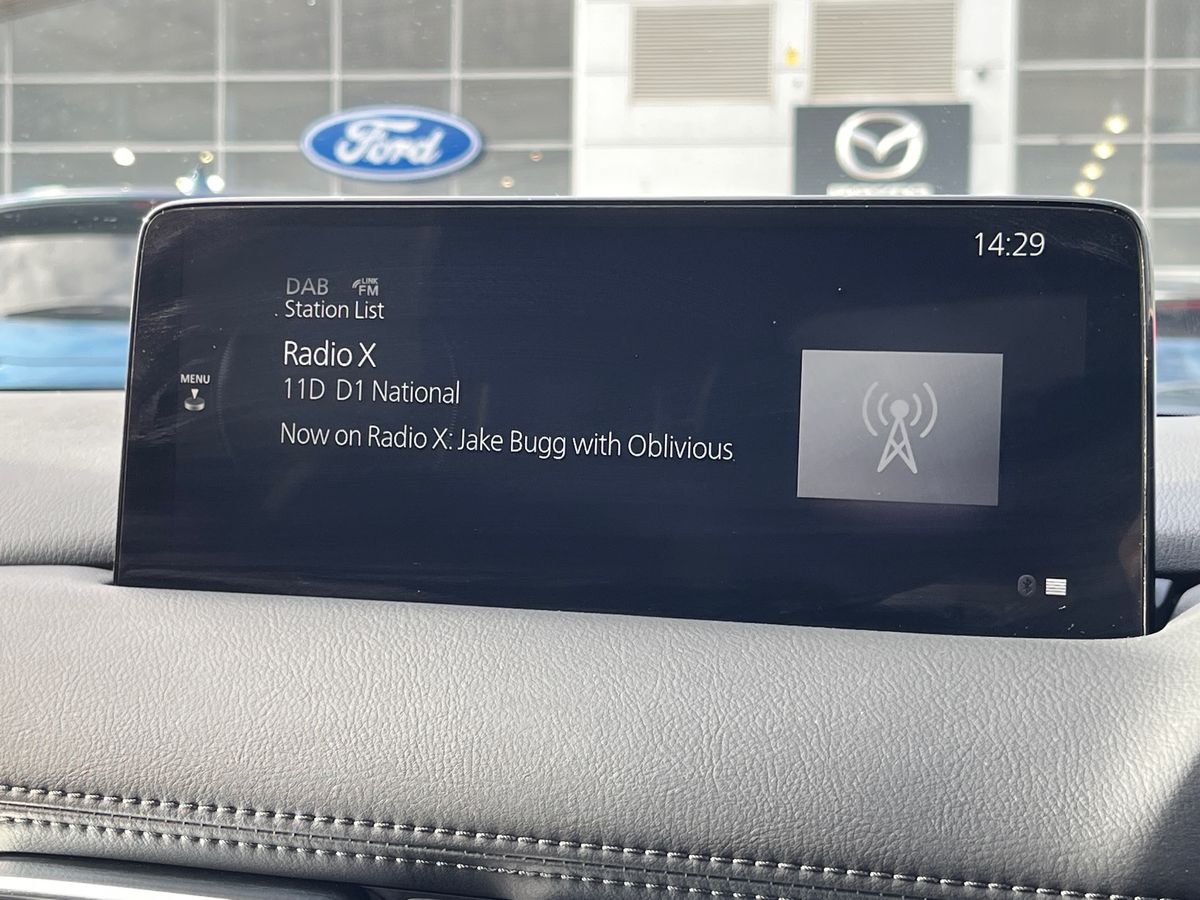 Ford
14:29
DAB LINK FM
Station List
Radio X
MENU
11D D1 National
Now on Radio X: Jake Bugg with Oblivious